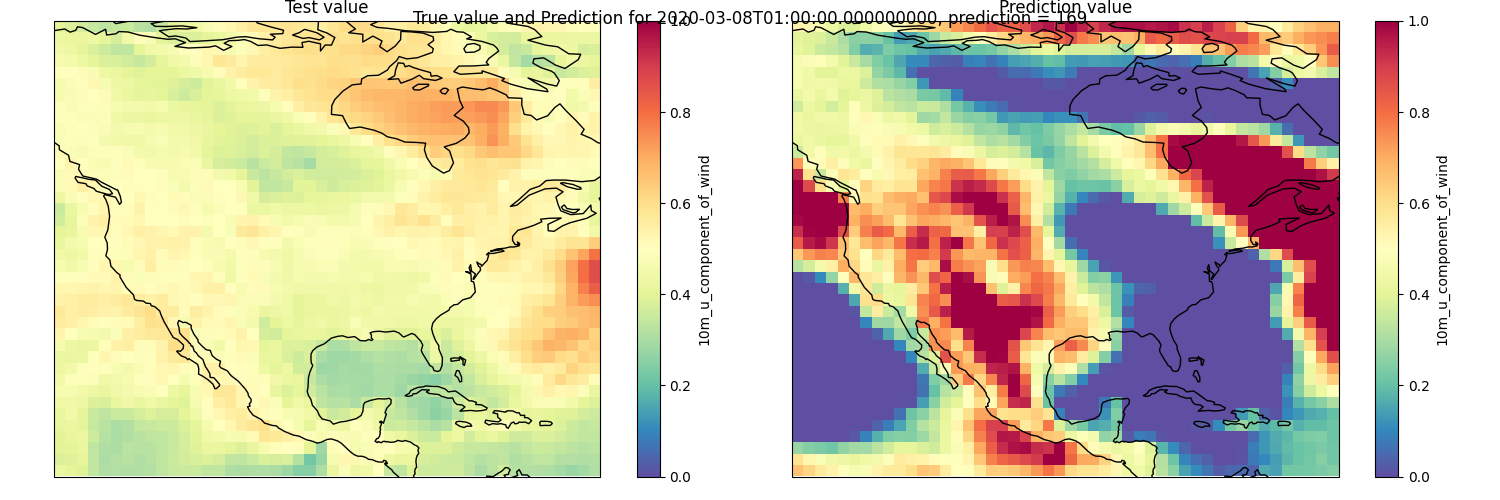 Test value
Prediction value
True value and Prediction for 2020-03-08T01:00:00.000000000, prediction = 169
1.0
0.8
0.6
0.4
0.2
0.0
10m_u_component_of_wind
1.0
0.8
0.6
0.4
0.2
0.0
10m_u_component_of_wind